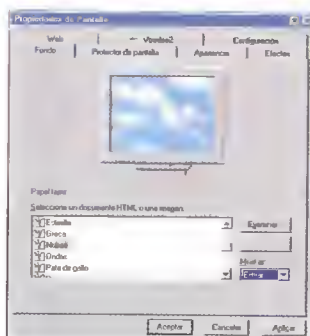 Propiedades de Pantalla
Web
Configuración
Fondo
Protector de pantalla
Apariencia
Efectos
Papel tapiz
Seleccione un documento HTML o una imagen.
Estrella
Greca
Ondas
Pata de gallo
Examinar
Mostrar
Aceptar
Cancelar
Aplicar